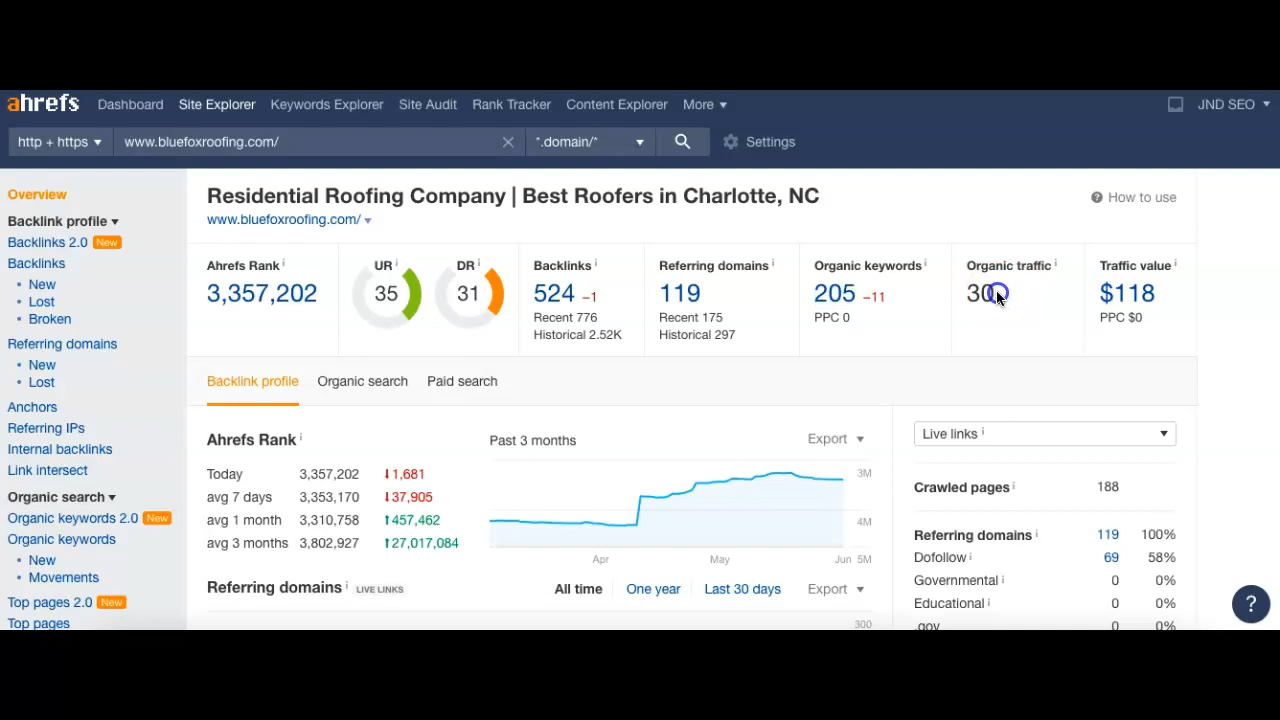 ahrefs Dashboard Site Explorer Keywords Explorer Site Audit Rank Tracker Content Explorer More JND SEO
http + https www.bluefoxroofing.com/ *.domain/* Settings
Overview
Backlink profile
Backlinks 2.0 New
Backlinks
• New
• Lost
• Broken
Referring domains
• New
• Lost
Anchors
Referring IPs
Internal backlinks
Link intersect
Organic search
Organic keywords 2.0 New
Organic keywords
• New
• Movements
Top pages 2.0 New
Top pages
Residential Roofing Company | Best Roofers in Charlotte, NC
? How to use
www.bluefoxroofing.com/
Ahrefs Rank i
3,357,202
UR i
35
DR i
31
Backlinks i
524 –1
Recent 776
Historical 2.52K
Referring domains i
119
Recent 175
Historical 297
Organic keywords i
205 –11
PPC 0
Organic traffic i
Traffic value i
$118
PPC $0
Backlink profile Organic search Paid search
Ahrefs Rank i
Today 3,357,202 ↓1,681
avg 7 days 3,353,170 ↓37,905
avg 1 month 3,310,758 ↑457,462
avg 3 months 3,802,927 ↑27,017,084
Past 3 months Export
3M
4M
5M
Apr May Jun
Referring domains i LIVE LINKS All time One year Last 30 days Export
300
Live links i
Crawled pages i 188
Referring domains i 119 100%
Dofollow i 69 58%
Governmental i 0 0%
Educational i 0 0%
.gov 0 0%
?